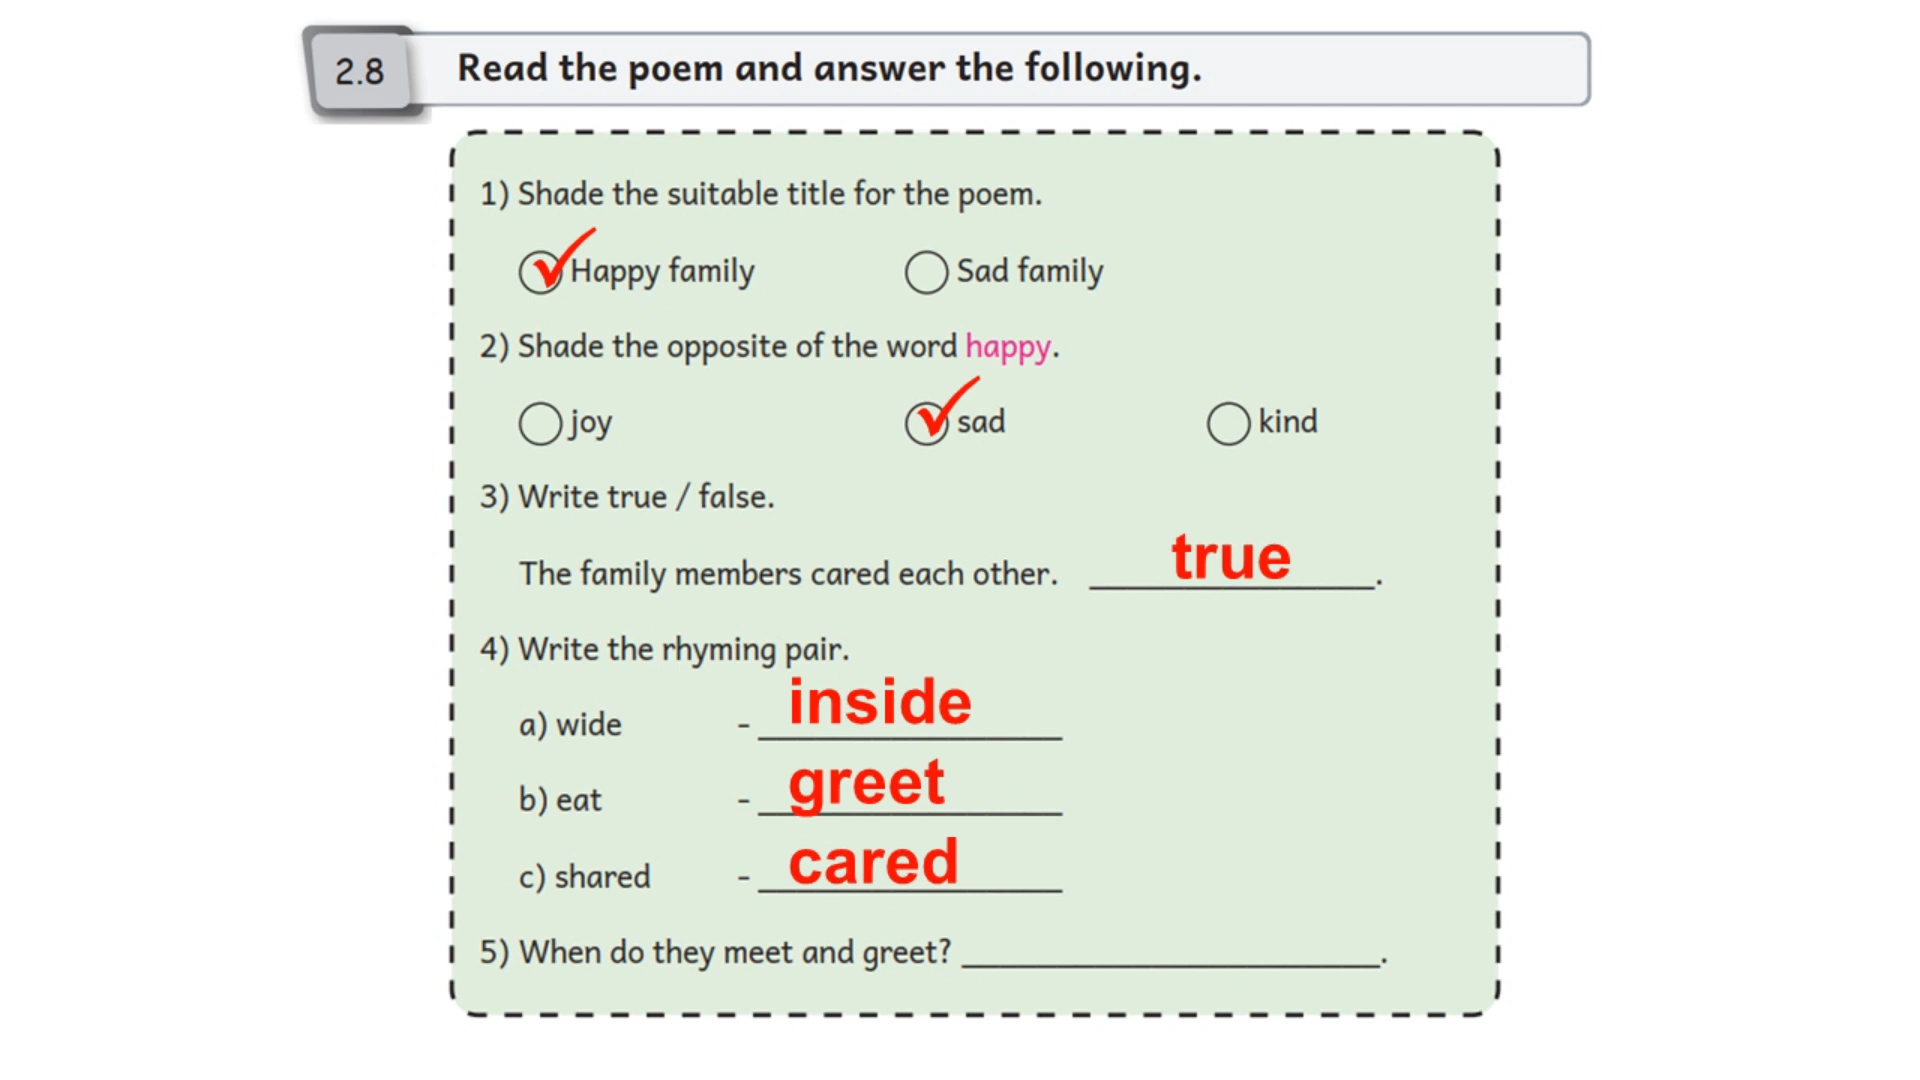 2.8 Read the poem and answer the following.
1) Shade the suitable title for the poem.
Happy family Sad family
2) Shade the opposite of the word happy.
joy sad kind
3) Write true / false.
The family members cared each other. true.
4) Write the rhyming pair.
a) wide - inside
b) eat - greet
c) shared - cared
5) When do they meet and greet? ____________________.